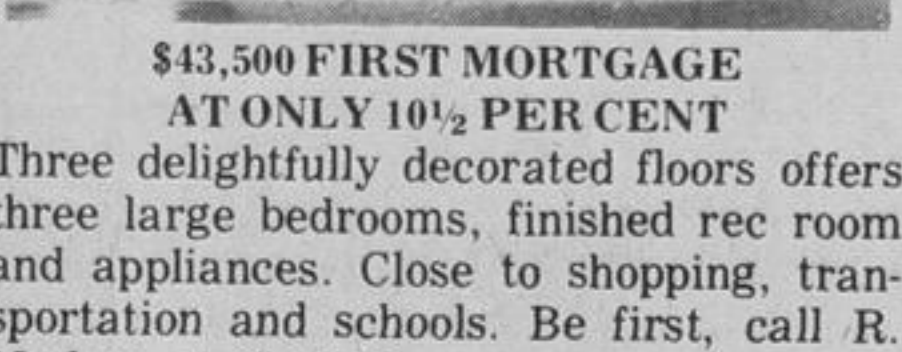 $43,500 FIRST MORTGAGE
AT ONLY 10½ PER CENT
Three delightfully decorated floors offers
three large bedrooms, finished rec room
and appliances. Close to shopping, tran-
sportation and schools. Be first, call R.